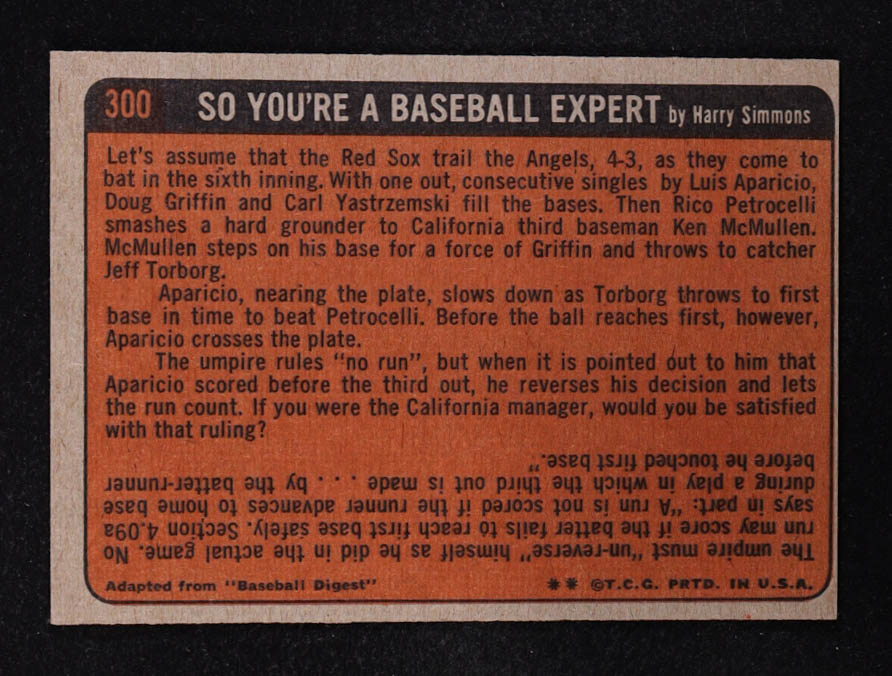 300 SO YOU'RE A BASEBALL EXPERT by Harry Simmons
Let's assume that the Red Sox trail the Angels, 4-3, as they come to
bat in the sixth inning. With one out, consecutive singles by Luis Aparicio,
Doug Griffin and Carl Yastrzemski fill the bases. Then Rico Petrocelli
smashes a hard grounder to California third baseman Ken McMullen.
McMullen steps on his base for a force of Griffin and throws to catcher
Jeff Torborg.
Aparicio, nearing the plate, slows down as Torborg throws to first
base in time to beat Petrocelli. Before the ball reaches first, however,
Aparicio crosses the plate.
The umpire rules "no run", but when it is pointed out to him that
Aparicio scored before the third out, he reverses his decision and lets
the run count. If you were the California manager, would you be satisfied
with that ruling?
The umpire must "un-reverse" himself as he did in the actual game. No
run may score if the batter fails to reach first base safely. Section 4.09a
says in part: "A run is not scored if the runner advances to home base
during a play in which the third out is made . . . by the batter-runner
before he touched first base."
Adapted from "Baseball Digest" ** ©T.C.G. PRTD. IN U.S.A.